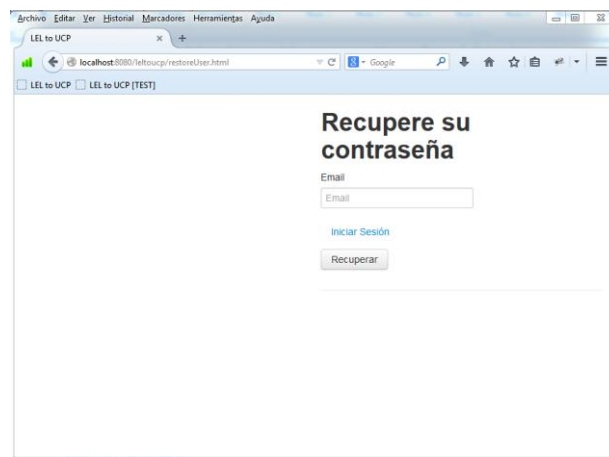 Archivo Editar Ver Historial Marcadores Herramientas Ayuda
LEL to UCP
localhost:8080/leltoucp/restoreUser.html
Google
LEL to UCP LEL to UCP [TEST]
Recupere su
contraseña
Email
Email
Iniciar Sesión
Recuperar